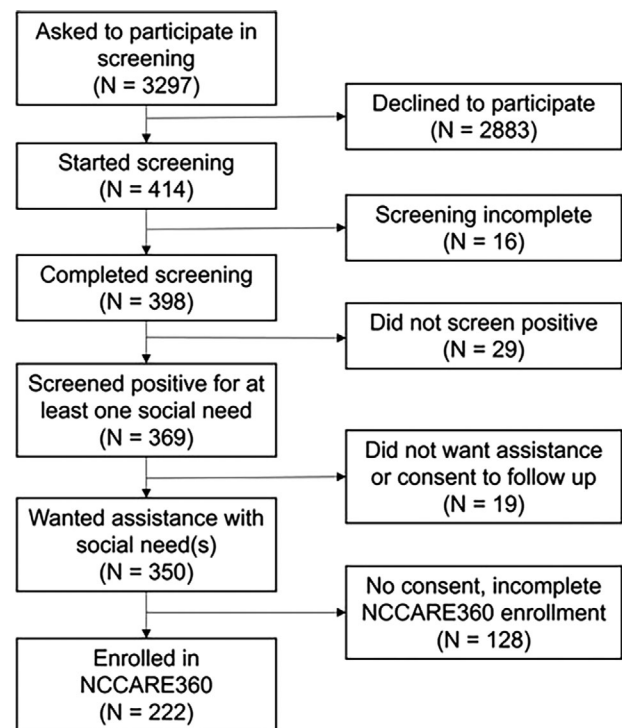 Asked to participate in
screening
(N = 3297)
Declined to participate
(N = 2883)
Started screening
(N = 414)
Screening incomplete
(N = 16)
Completed screening
(N = 398)
Did not screen positive
(N = 29)
Screened positive for at
least one social need
(N = 369)
Did not want assistance
or consent to follow up
(N = 19)
Wanted assistance with
social need(s)
(N = 350)
No consent, incomplete
NCCARE360 enrollment
(N = 128)
Enrolled in
NCCARE360
(N = 222)